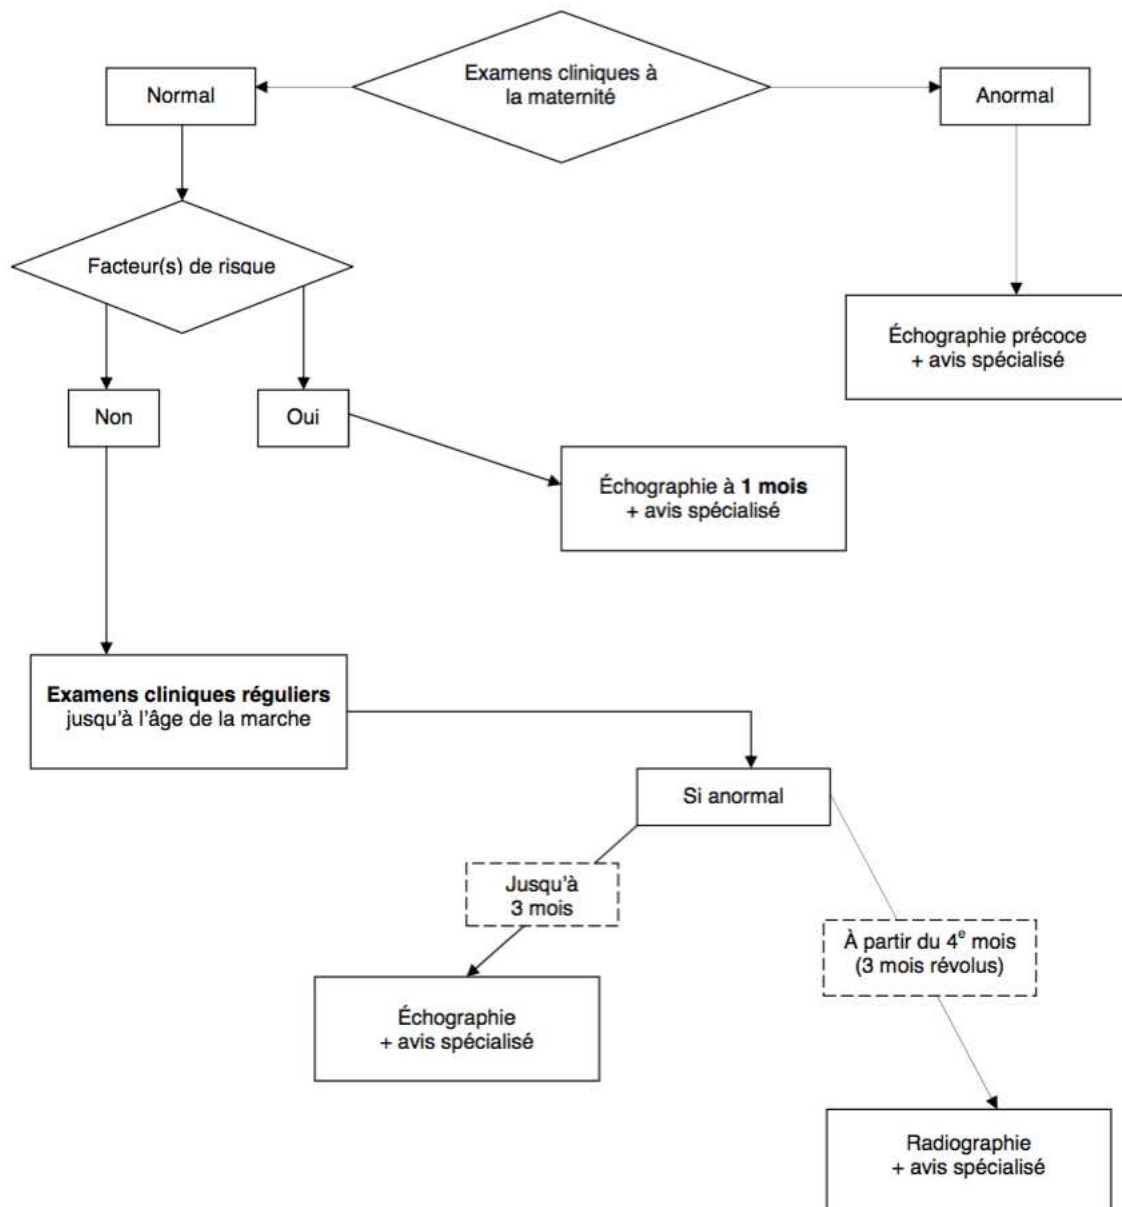 Examens cliniques à
la maternité
Normal
Anormal
Facteur(s) de risque
Échographie précoce
+ avis spécialisé
Non
Oui
Échographie à 1 mois
+ avis spécialisé
Examens cliniques réguliers
jusqu'à l'âge de la marche
Si anormal
Jusqu'à
3 mois
À partir du 4e mois
(3 mois révolus)
Échographie
+ avis spécialisé
Radiographie
+ avis spécialisé